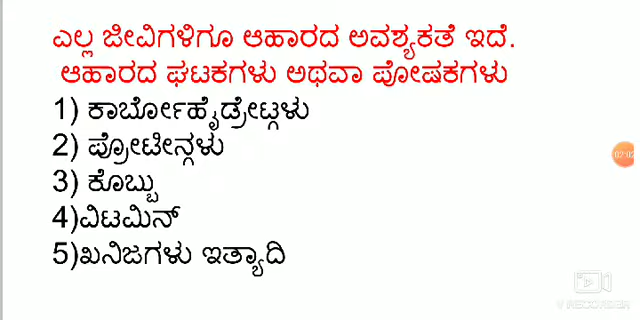 ಎಲ್ಲ ಜೀವಿಗಳಿಗೂ ಆಹಾರದ ಅವಶ್ಯಕತೆ ಇದೆ.
ಆಹಾರದ ಘಟಕಗಳು ಅಥವಾ ಪೋಷಕಗಳು
1) ಕಾರ್ಬೋಹೈಡ್ರೇಟ್ಗಳು
2) ಪ್ರೋಟೀನ್ಗಳು
3) ಕೊಬ್ಬು
4)ವಿಟಮಿನ್
5)ಖನಿಜಗಳು ಇತ್ಯಾದಿ